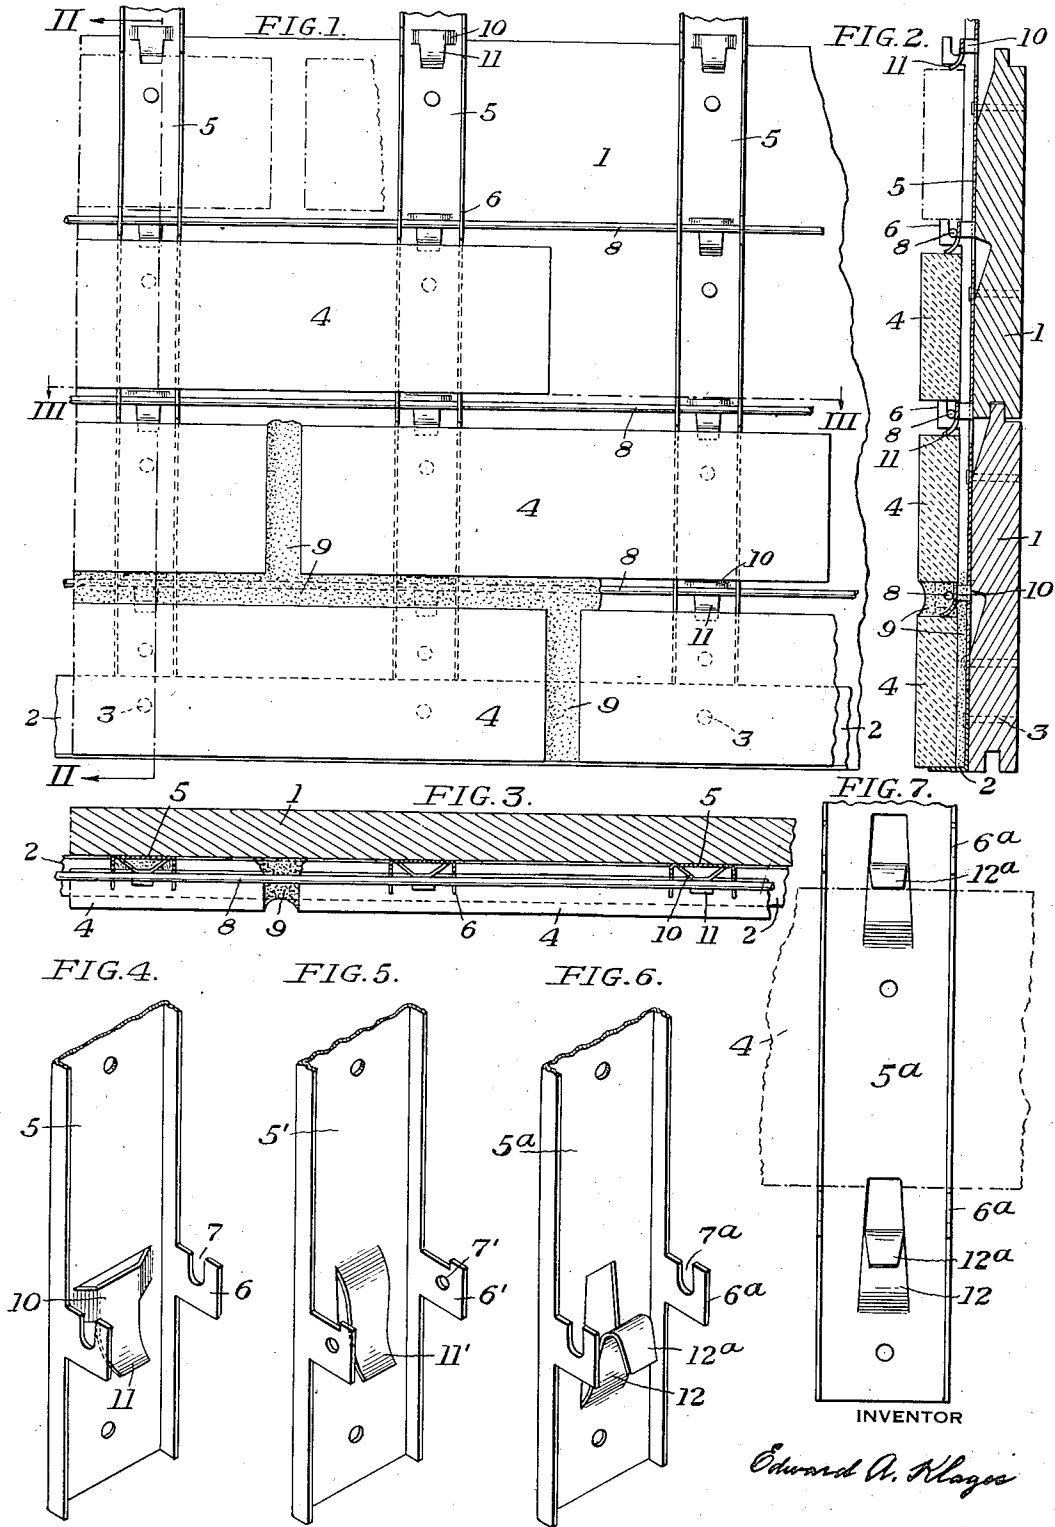 II FIG.1. 10 FIG.2. 10
11 11
5 5 5 1 5
6 6
8 8
4 4 1
III III
8 6 8 11
4 4
9 8 10 1
9 8 10
11 9
4
2 3 4 9 3 2 3
II 2
5 1 FIG.3. 5 FIG.7.
2 6a
12a
4 8 9 6 4 10 11 2
FIG.4. FIG.5. FIG.6.
4
5 5' 5a 5a
6a
7 7' 7a
10 6 6' 6a 12a
11 11' 12a 12
12
INVENTOR
Edward A. Klages